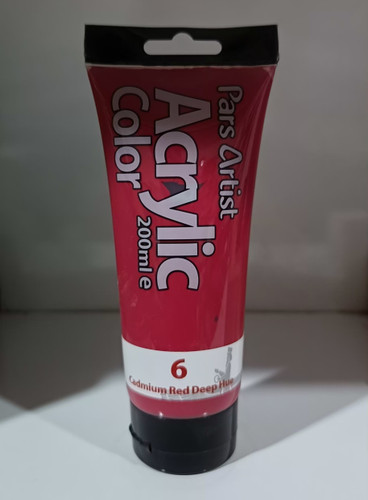 Pars Artist
Acrylic
Color
200ml e
6
Cadmium Red Deep Hue